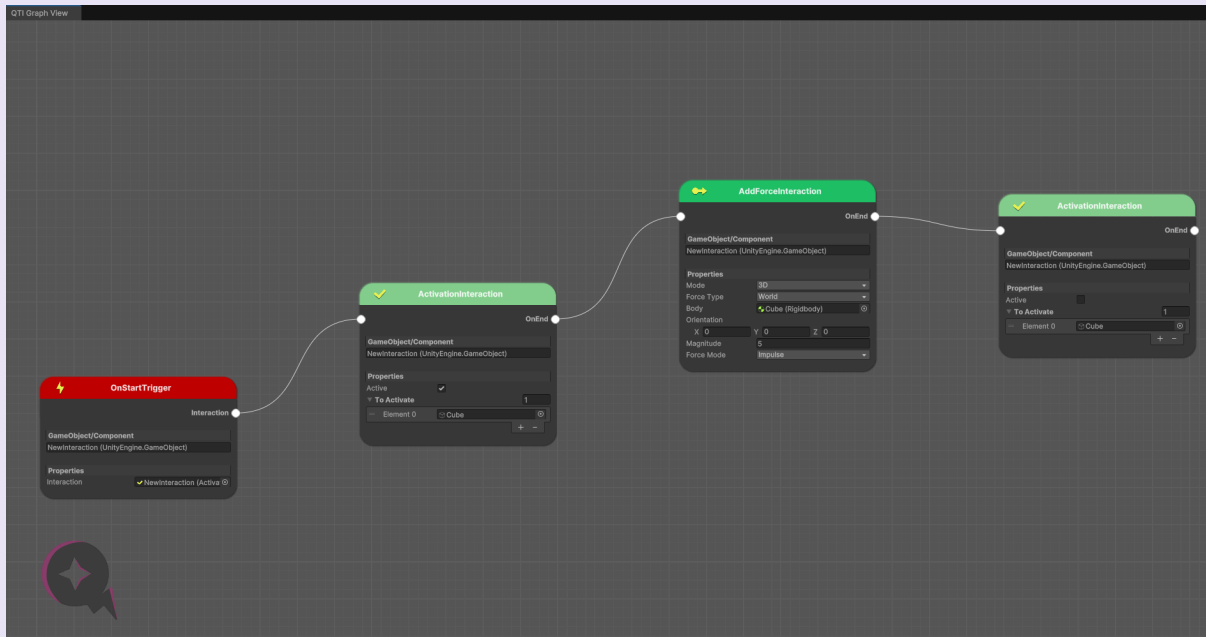 QTI Graph View
OnStartTrigger
Interaction
GameObject/Component
NewInteraction (UnityEngine.GameObject)
Properties
Interaction NewInteraction (Activa
ActivationInteraction
OnEnd
GameObject/Component
NewInteraction (UnityEngine.GameObject)
Properties
Active
To Activate 1
Element 0 Cube
+ −
AddForceInteraction
OnEnd
GameObject/Component
NewInteraction (UnityEngine.GameObject)
Properties
Mode 3D
Force Type World
Body Cube (Rigidbody)
Orientation
X 0 Y 0 Z 0
Magnitude 5
Force Mode Impulse
ActivationInteraction
OnEnd
GameObject/Component
NewInteraction (UnityEngine.GameObject)
Properties
Active
To Activate 1
Element 0 Cube
+ −